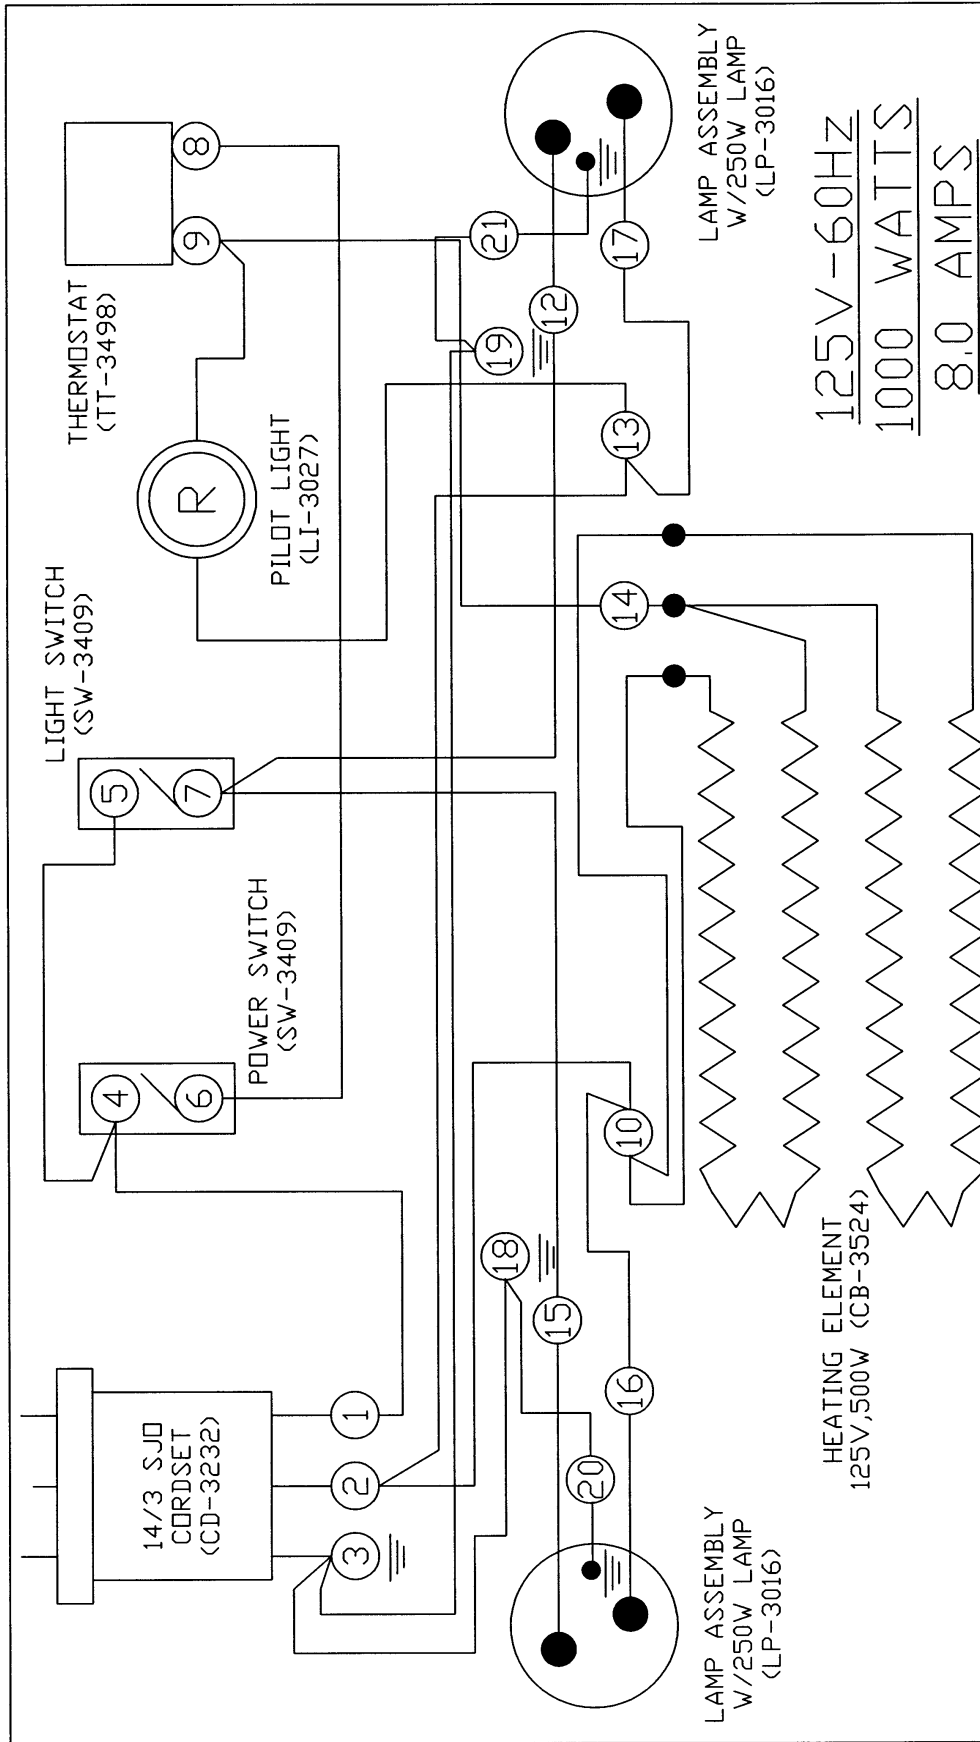 14/3 SJO
CORDSET
(CD-3232)
1
2
3
4
6
POWER SWITCH
(SW-3409)
LIGHT SWITCH
(SW-3409)
5
7
R
PILOT LIGHT
(LI-3027)
THERMOSTAT
(TT-3498)
9
8
18
15
20
16
10
14
13
19
12
21
17
LAMP ASSEMBLY
W/250W LAMP
(LP-3016)
HEATING ELEMENT
125V,500W (CB-3524)
LAMP ASSEMBLY
W/250W LAMP
(LP-3016)
125V-60Hz
1000 WATTS
8.0 AMPS